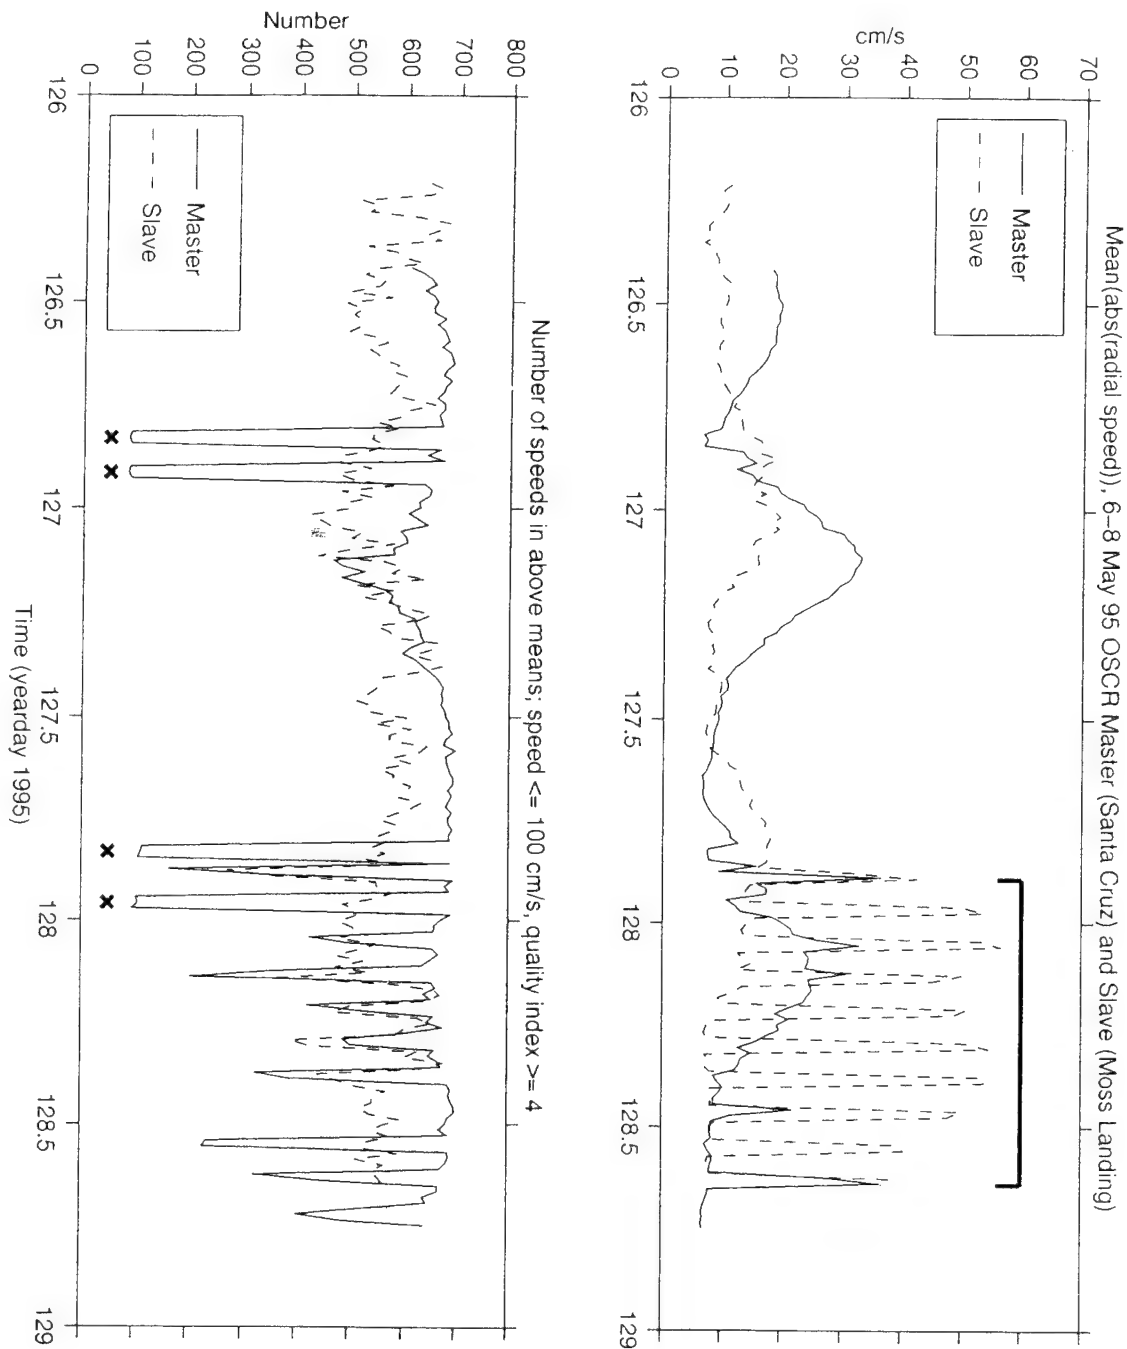 Mean(abs(radial speed)), 6–8 May 95 OSCR Master (Santa Cruz) and Slave (Moss Landing)
70
60
50
40
30
20
10
0
cm/s
Master
Slave
126
126.5
127
127.5
128
128.5
129
Number of speeds in above means; speed <= 100 cm/s, quality index >= 4
800
700
600
500
400
300
200
100
0
Number
Master
Slave
x
x
x
x
126
126.5
127
127.5
128
128.5
129
Time (yearday 1995)